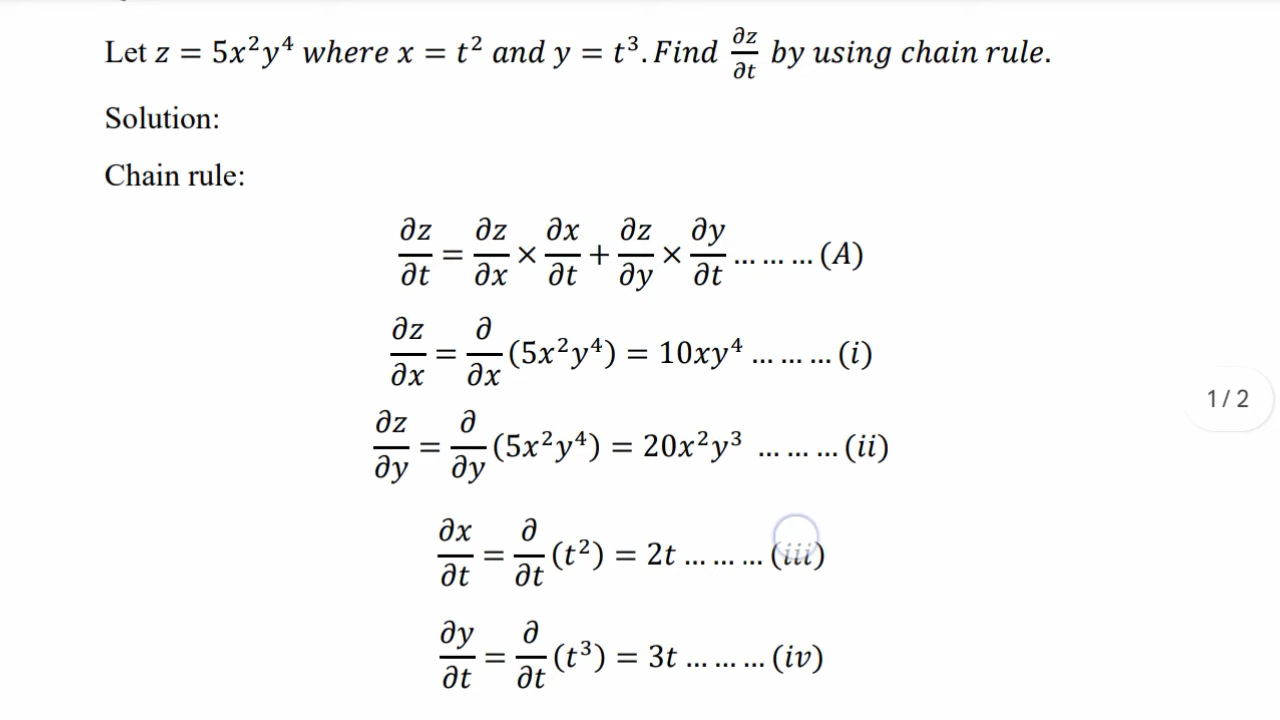 Let z = 5x²y⁴ where x = t² and y = t³. Find ∂z/∂t by using chain rule.
Solution:
Chain rule:
∂z/∂t = ∂z/∂x × ∂x/∂t + ∂z/∂y × ∂y/∂t ... ... ... (A)
∂z/∂x = ∂/∂x (5x²y⁴) = 10xy⁴ ... ... ... (i)
1 / 2
∂z/∂y = ∂/∂y (5x²y⁴) = 20x²y³ ... ... ... (ii)
∂x/∂t = ∂/∂t (t²) = 2t ... ... ... (iii)
∂y/∂t = ∂/∂t (t³) = 3t ... ... ... (iv)